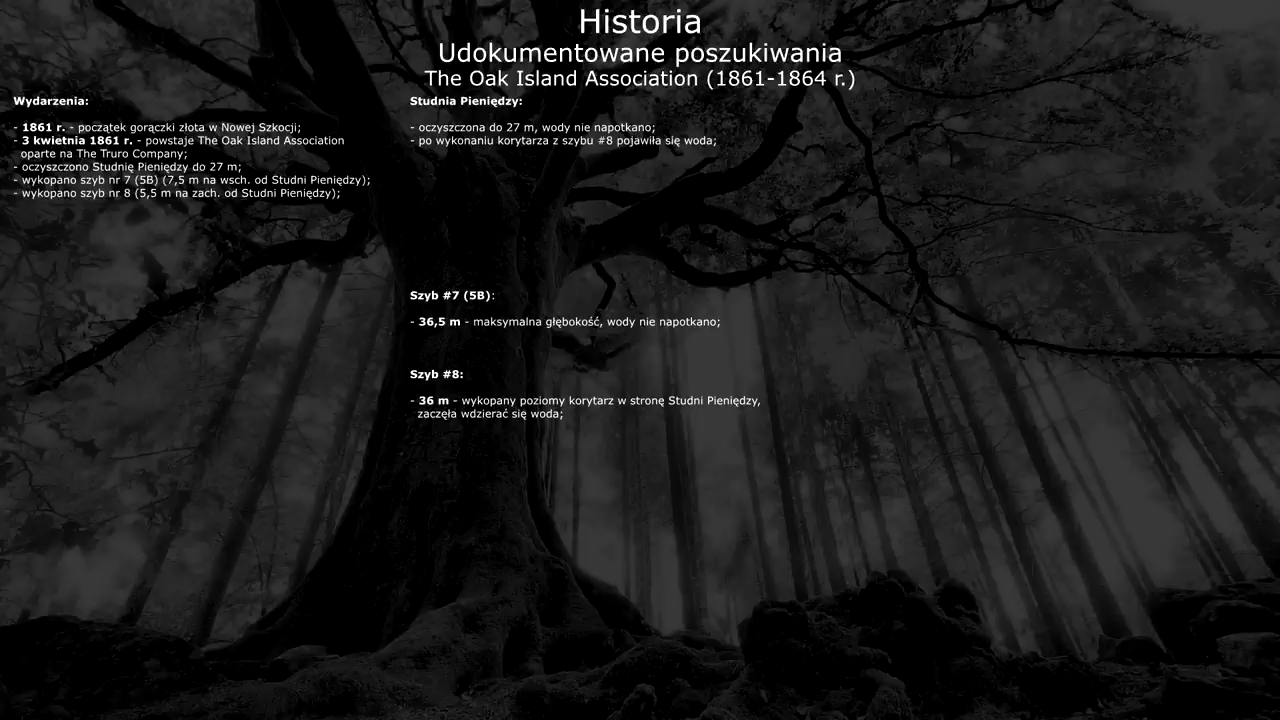 Historia
Udokumentowane poszukiwania
The Oak Island Association (1861-1864 r.)
Wydarzenia:
- 1861 r. - początek gorączki złota w Nowej Szkocji;
- 3 kwietnia 1861 r. - powstaje The Oak Island Association
oparte na The Truro Company;
- oczyszczono Studnię Pieniędzy do 27 m;
- wykopano szyb nr 7 (5B) (7,5 m na wsch. od Studni Pieniędzy);
- wykopano szyb nr 8 (5,5 m na zach. od Studni Pieniędzy);
Studnia Pieniędzy:
- oczyszczona do 27 m, wody nie napotkano;
- po wykonaniu korytarza z szybu #8 pojawiła się woda;
Szyb #7 (5B):
- 36,5 m - maksymalna głębokość, wody nie napotkano;
Szyb #8:
- 36 m - wykopany poziomy korytarz w stronę Studni Pieniędzy,
zaczęła wdzierać się woda;